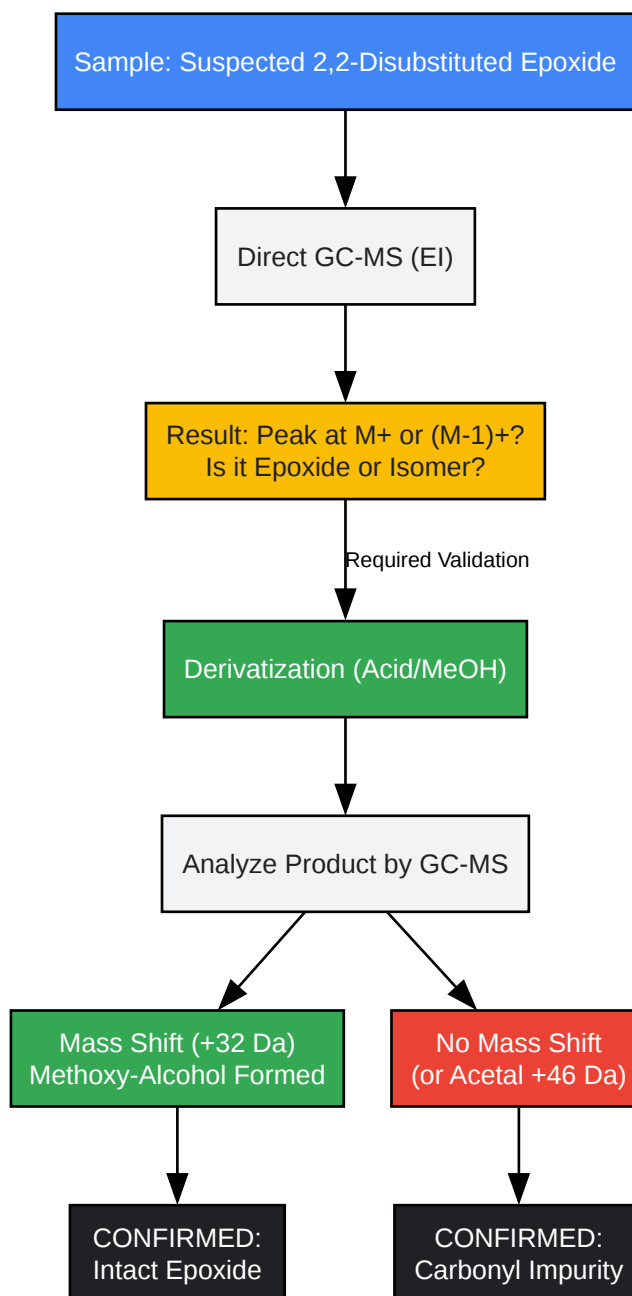 Sample: Suspected 2,2-Disubstituted Epoxide
Direct GC-MS (EI)
Result: Peak at M+ or (M-1)+?
Is it Epoxide or Isomer?
Required Validation
Derivatization (Acid/MeOH)
Analyze Product by GC-MS
Mass Shift (+32 Da)
Methoxy-Alcohol Formed
No Mass Shift
(or Acetal +46 Da)
CONFIRMED:
Intact Epoxide
CONFIRMED:
Carbonyl Impurity